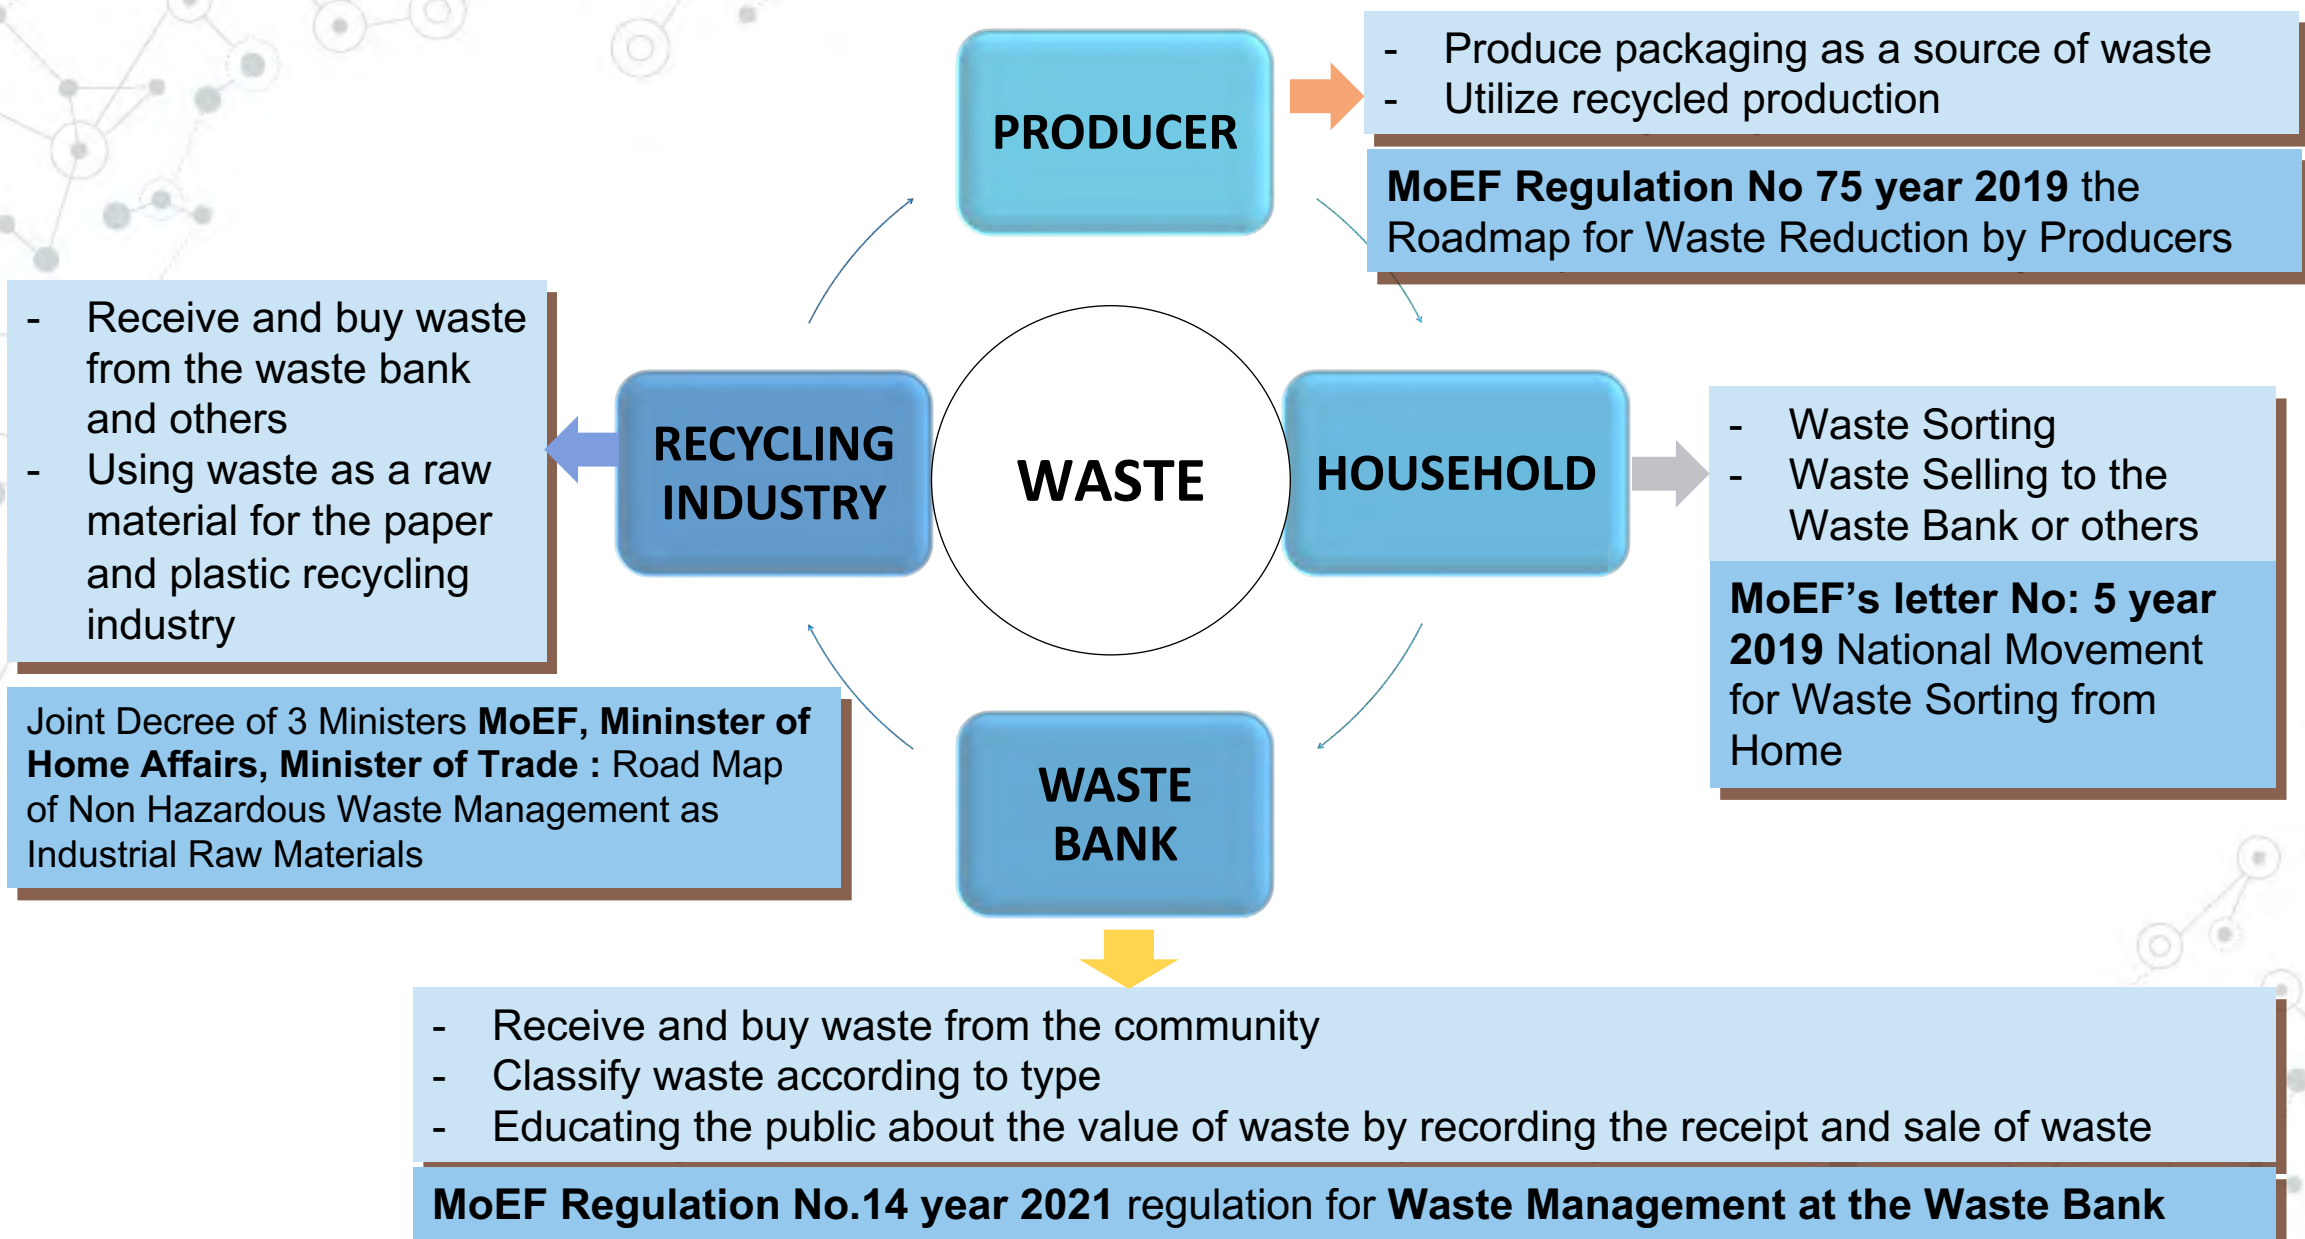 PRODUCER
- Produce packaging as a source of waste
- Utilize recycled production
MoEF Regulation No 75 year 2019 the
Roadmap for Waste Reduction by Producers
- Receive and buy waste
from the waste bank
and others
- Using waste as a raw
material for the paper
and plastic recycling
industry
RECYCLING
INDUSTRY
WASTE
HOUSEHOLD
- Waste Sorting
- Waste Selling to the
Waste Bank or others
MoEF’s letter No: 5 year
2019 National Movement
for Waste Sorting from
Home
Joint Decree of 3 Ministers MoEF, Mininster of
Home Affairs, Minister of Trade : Road Map
of Non Hazardous Waste Management as
Industrial Raw Materials
WASTE
BANK
- Receive and buy waste from the community
- Classify waste according to type
- Educating the public about the value of waste by recording the receipt and sale of waste
MoEF Regulation No.14 year 2021 regulation for Waste Management at the Waste Bank